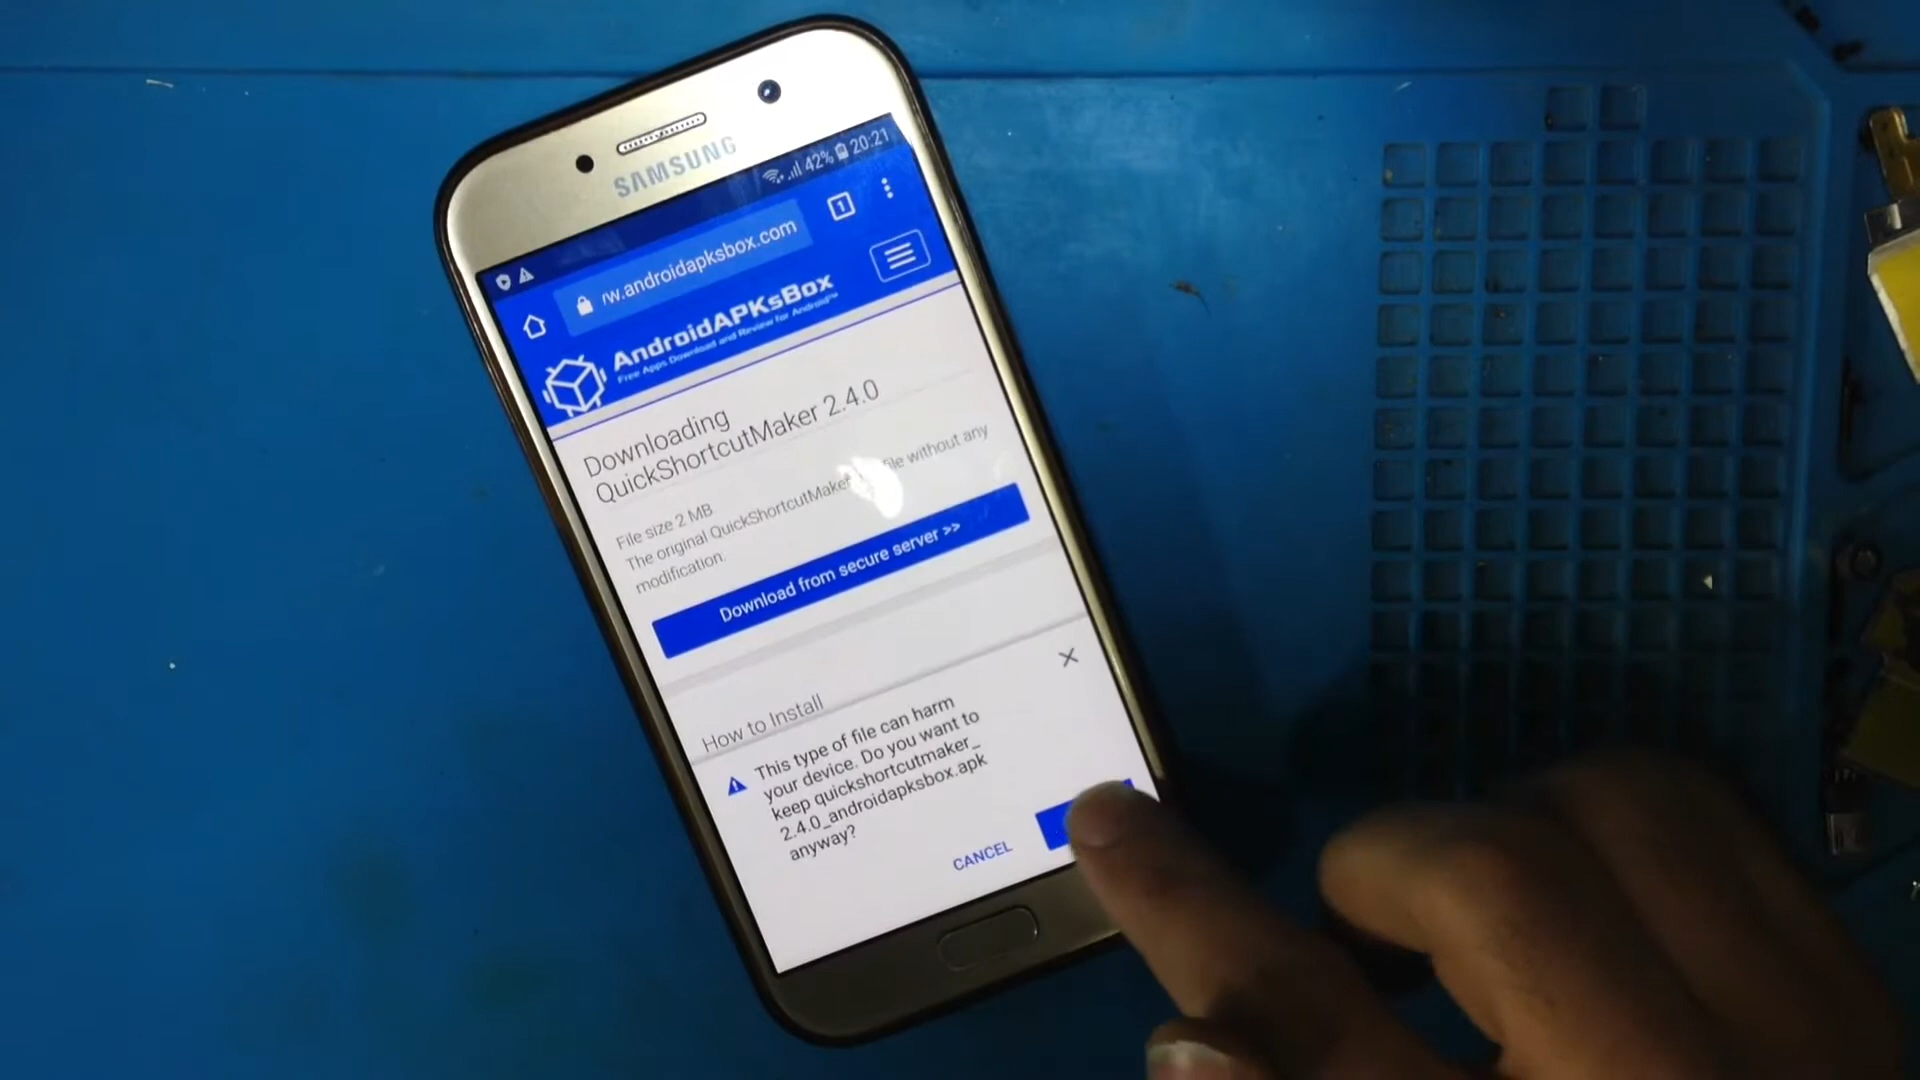 SAMSUNG
42% 20:21
w.androidapksbox.com
1
AndroidAPKsBox
Free Apps Download and Review for Android™
Downloading
QuickShortcutMaker 2.4.0
File size 2 MB.
The original QuickShortcutMaker file without any
modification.
Download from secure server >>
How to Install
This type of file can harm
your device. Do you want to
keep quickshortcutmaker_
2.4.0_androidapksbox.apk
anyway?
CANCEL